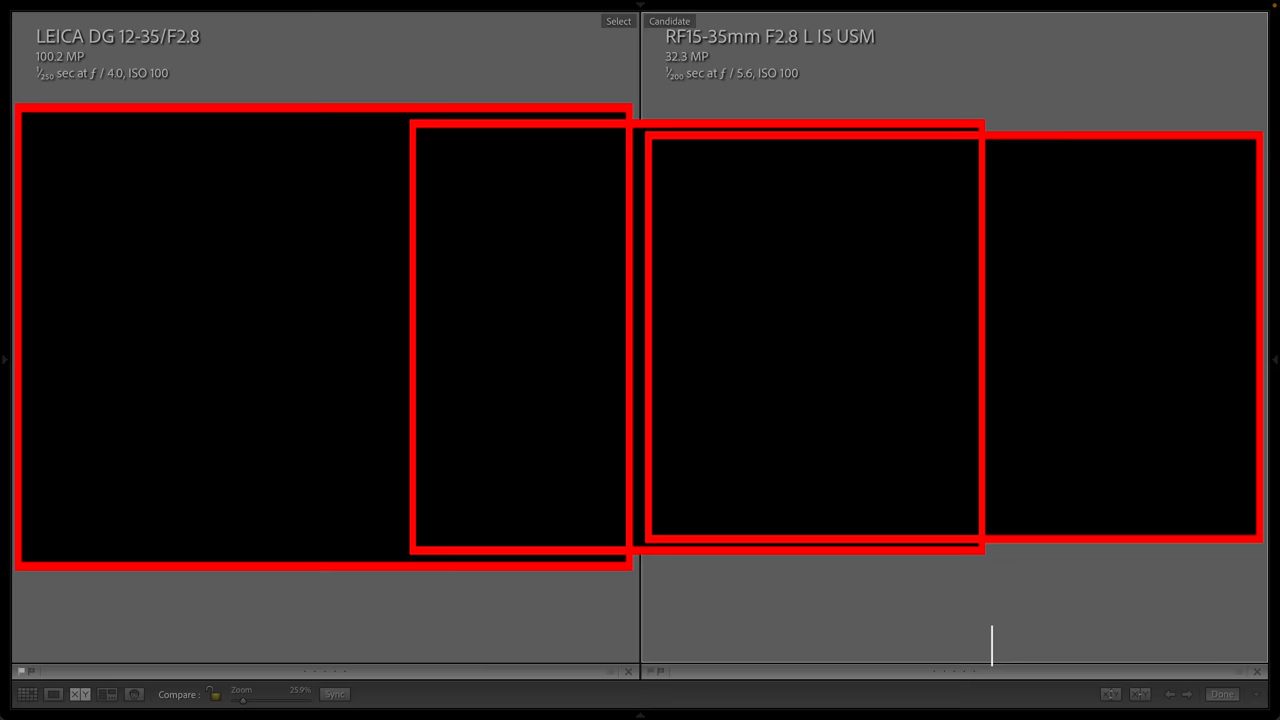 Select
Candidate
LEICA DG 12-35/F2.8
100.2 MP
1/250 sec at ƒ / 4.0, ISO 100
RF15-35mm F2.8 L IS USM
32.3 MP
1/200 sec at ƒ / 5.6, ISO 100
XY
Compare :
Zoom
25.9%
Sync
Done